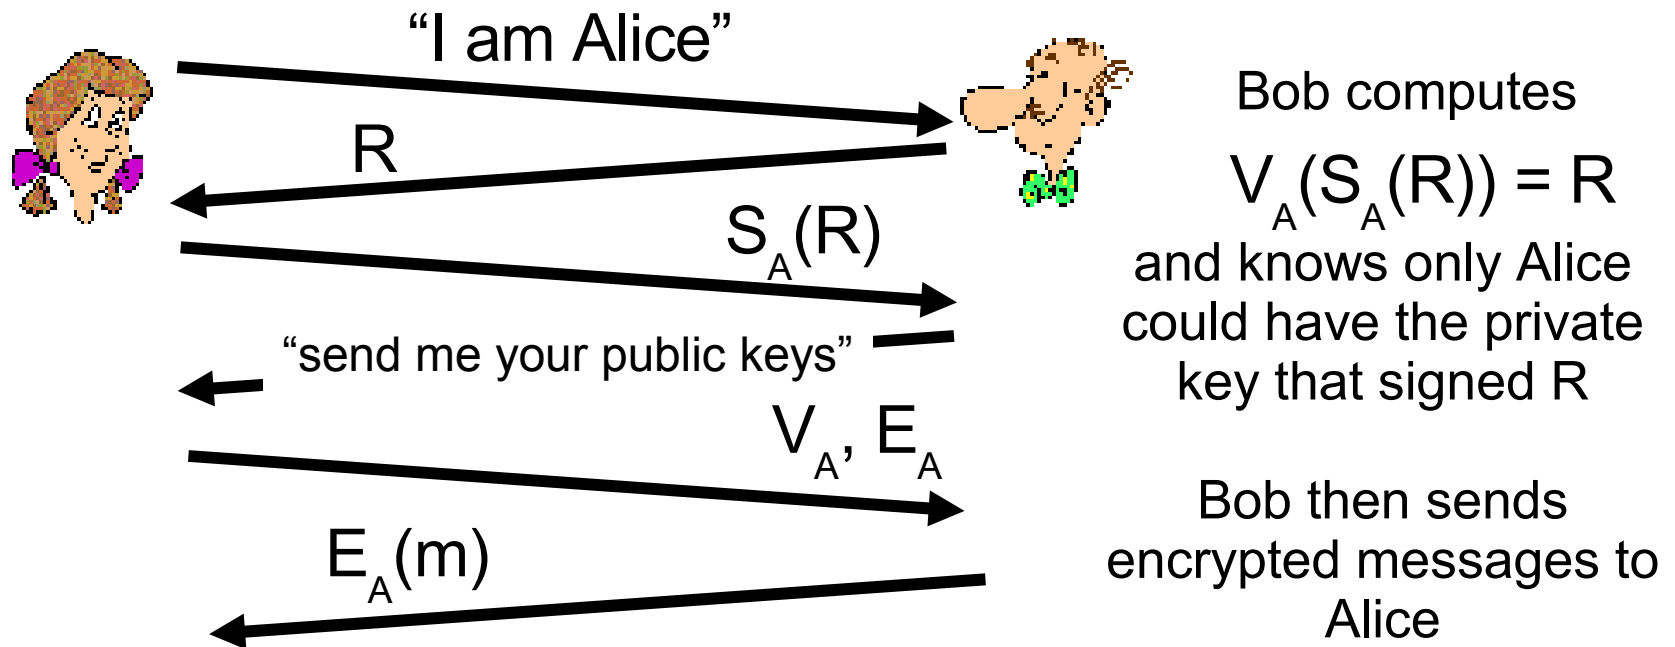 “I am Alice”
R
S_A(R)
“send me your public keys”
V_A, E_A
E_A(m)
Bob computes
V_A(S_A(R)) = R
and knows only Alice
could have the private
key that signed R
Bob then sends
encrypted messages to
Alice